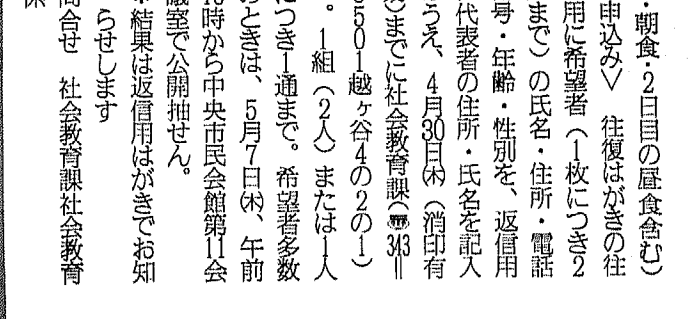 ・朝食・2日目の昼食含む）
申込み＞　往復はがきの往
用に希望者（1枚につき2
まで）の氏名・住所・電話
号・年齢・性別を、返信用
代表者の住所・氏名を記入
うえ、4月30日㈭（消印有
）までに社会教育課（〠343‖
8501越ヶ谷4の2の1）
。1組（2人）または1人
につき1通まで。希望者多数
のときは、5月7日㈭、午前
10時から中央市民会館第11会
議室で公開抽せん。
結果は返信用はがきでお知
らせします
問合せ　社会教育課社会教育
係